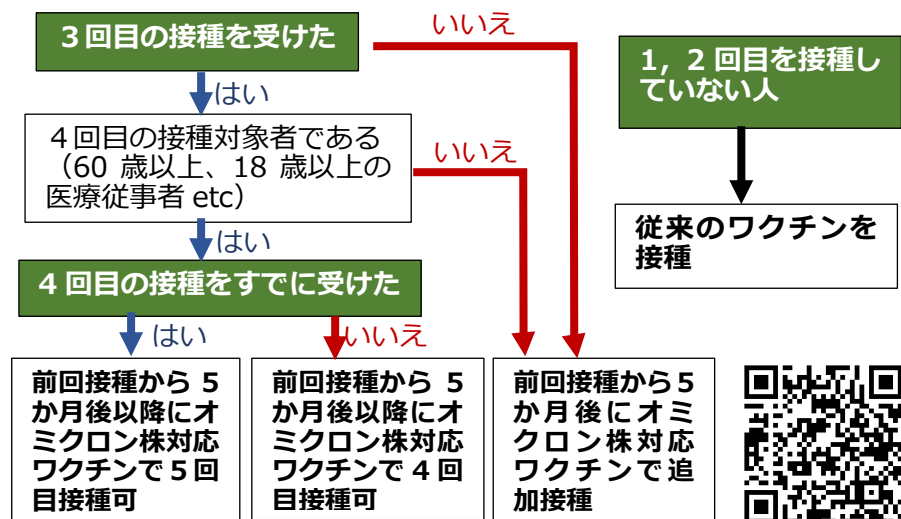 ３回目の接種を受けた
いいえ
はい
４回目の接種対象者である
（60 歳以上、18 歳以上の
医療従事者 etc）
いいえ
はい
４回目の接種をすでに受けた
はい
いいえ
前回接種から 5
か月後以降にオ
ミクロン株対応
ワクチンで５回
目接種可
前回接種から 5
か月後以降にオ
ミクロン株対応
ワクチンで４回
目接種可
前回接種から５
か月後にオミ
クロン株対応
ワクチンで追
加接種
1，2 回目を接種し
ていない人
従来のワクチンを
接種